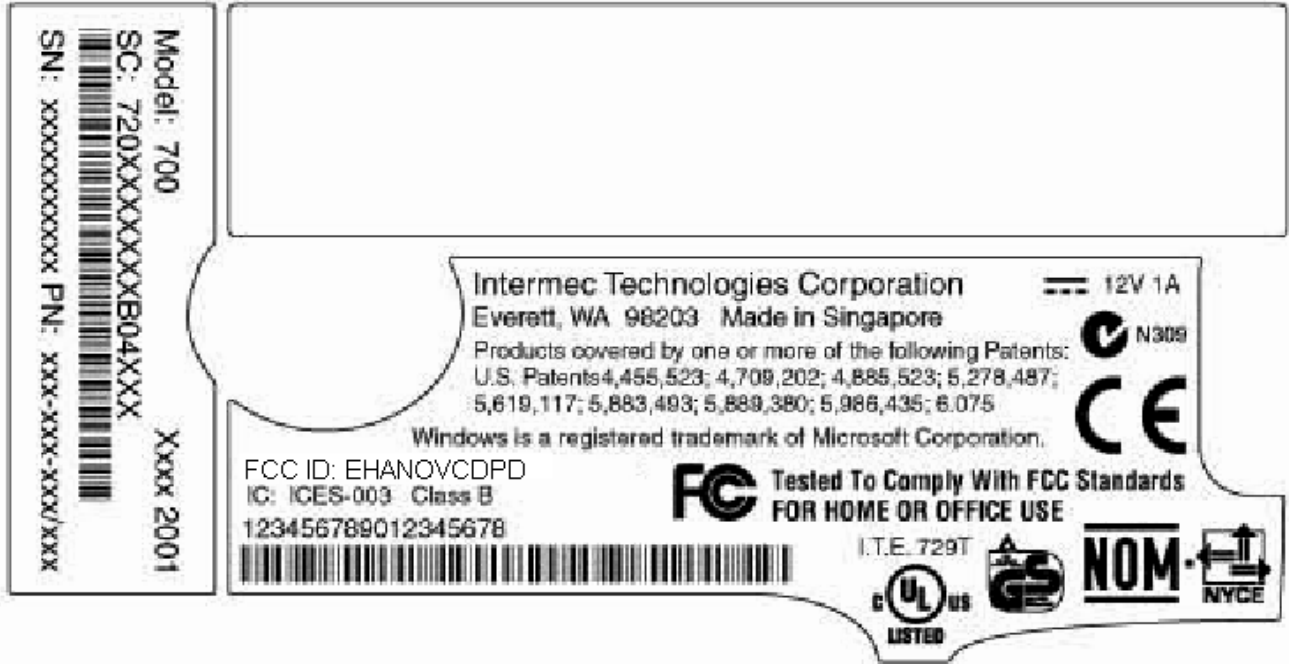 Model: 700 Xxxx 2001
SC: 720XXXXXXXB04XXX
SN: xxxxxxxxxxx PN: xxx-xxx-xxx/xxx
Intermec Technologies Corporation
12V 1A
Everett, WA 98203 Made in Singapore
N309
Products covered by one or more of the following Patents:
U.S. Patents4,455,523; 4,709,202; 4,885,523; 5,278,487;
5,619,117; 5,883,493; 5,889,380; 5,986,435; 6.075
CE
Windows is a registered trademark of Microsoft Corporation.
FCC ID: EHANOVCDPD
IC: ICES-003 Class B
123456789012345678
FC Tested To Comply With FCC Standards
FOR HOME OR OFFICE USE
I.T.E. 729T
C UL US
LISTED
GS
NOM
NYCE